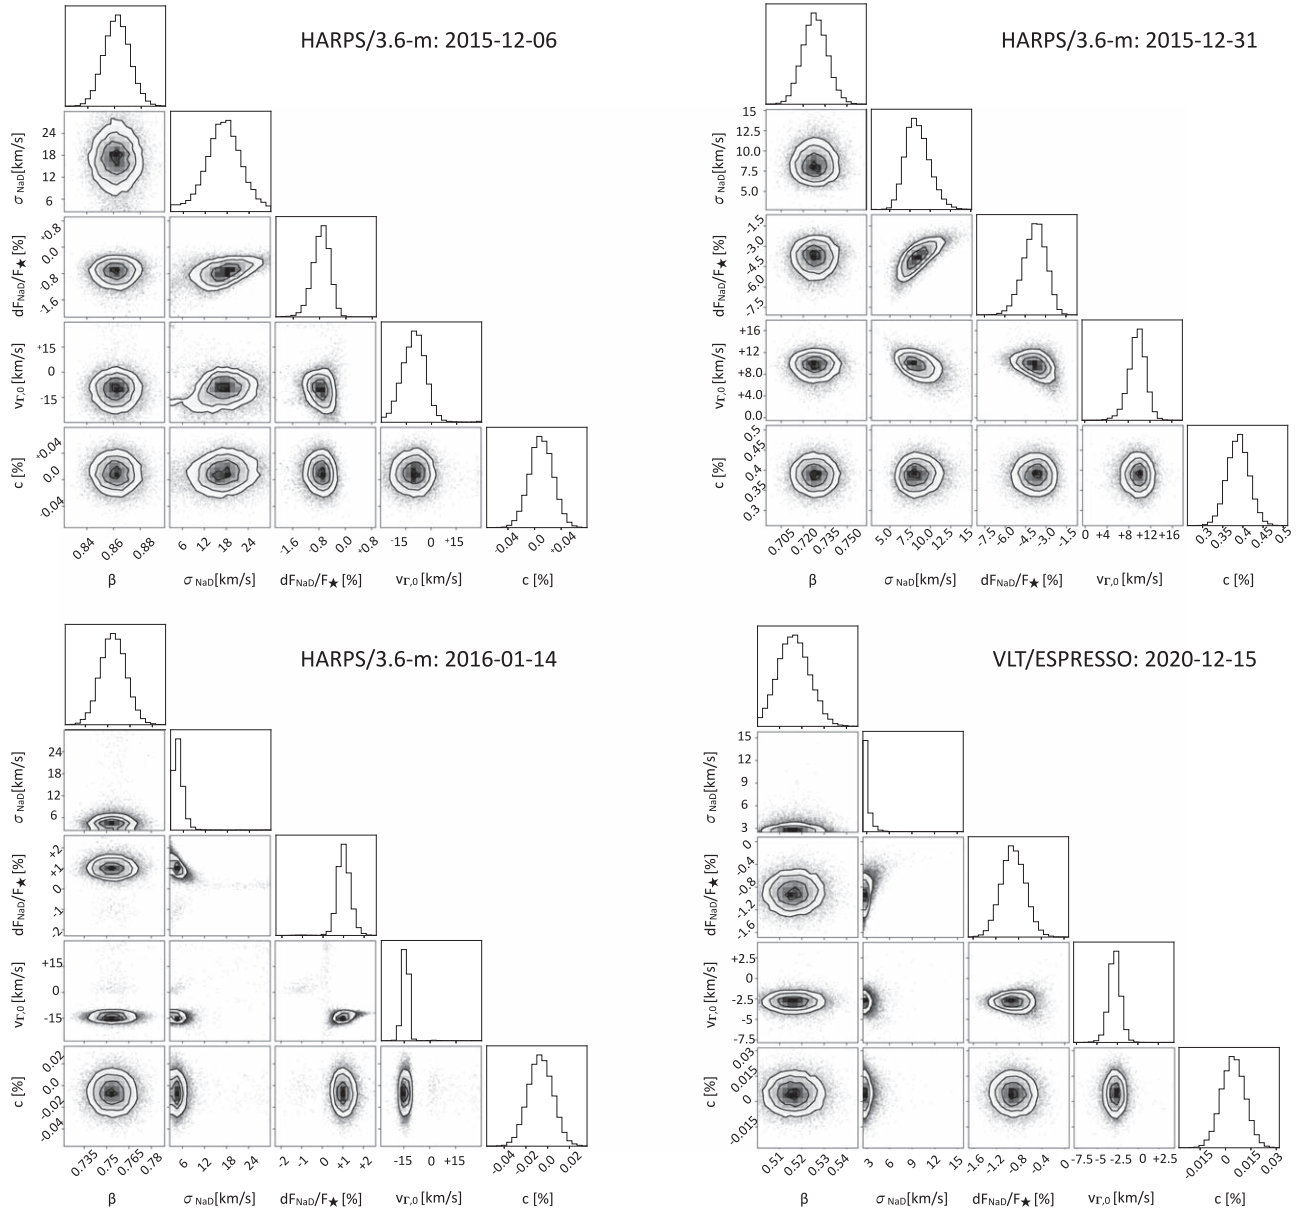 HARPS/3.6-m: 2015-12-06
σ NaD[km/s]
24
18
12
6
dFNaD/F★ [%]
+0.8
0.0
-0.8
-1.6
vΓ,0 [km/s]
+15
0
-15
c [%]
-0.04
0.0
-0.04
0.84 0.86 0.88
6 12 18 24
-1.6 -0.8 0.0 +0.8
-15 0 +15
-0.04 0.0 -0.04
β
σ NaD[km/s]
dFNaD/F★ [%]
vΓ,0 [km/s]
c [%]
HARPS/3.6-m: 2015-12-31
σ NaD[km/s]
15
12.5
10.0
7.5
5.0
dFNaD/F★ [%]
-1.5
-3.0
-4.5
-6.0
-7.5
vΓ,0 [km/s]
+16
+12
+8.0
+4.0
0.0
c [%]
0.5
0.45
0.4
0.35
0.3
0.705 0.720 0.735 0.750
5.0 7.5 10.0 12.5 15
-7.5 -6.0 -4.5 -3.0 -1.5
0 +4 +8 +12 +16
0.3 0.35 0.4 0.45 0.5
β
σ NaD[km/s]
dFNaD/F★ [%]
vΓ,0 [km/s]
c [%]
HARPS/3.6-m: 2016-01-14
σ NaD[km/s]
24
18
12
6
dFNaD/F★ [%]
+2
+1
0
-1
2
vΓ,0 [km/s]
+15
0
-15
c [%]
0.02
0.0
-0.02
-0.04
0.735 0.75 0.765 0.78
6 12 18 24
-2 -1 0 +1 +2
-15 0 +15
-0.04 -0.02 0.0 0.02
β
σ NaD[km/s]
dFNaD/F★ [%]
vΓ,0 [km/s]
c [%]
VLT/ESPRESSO: 2020-12-15
σ NaD[km/s]
15
12
9
6
3
dFNaD/F★ [%]
0
-0.4
-0.8
-1.2
-1.6
vΓ,0 [km/s]
+2.5
0
-2.5
-5
-7.5
c [%]
0.03
0.015
0
-0.015
0.51 0.52 0.53 0.54
3 6 9 12 15
-1.6 -1.2 -0.8 -0.4 0
-7.5 -5 -2.5 0 +2.5
-0.015 0 0.015 0.03
β
σ NaD[km/s]
dFNaD/F★ [%]
vΓ,0 [km/s]
c [%]